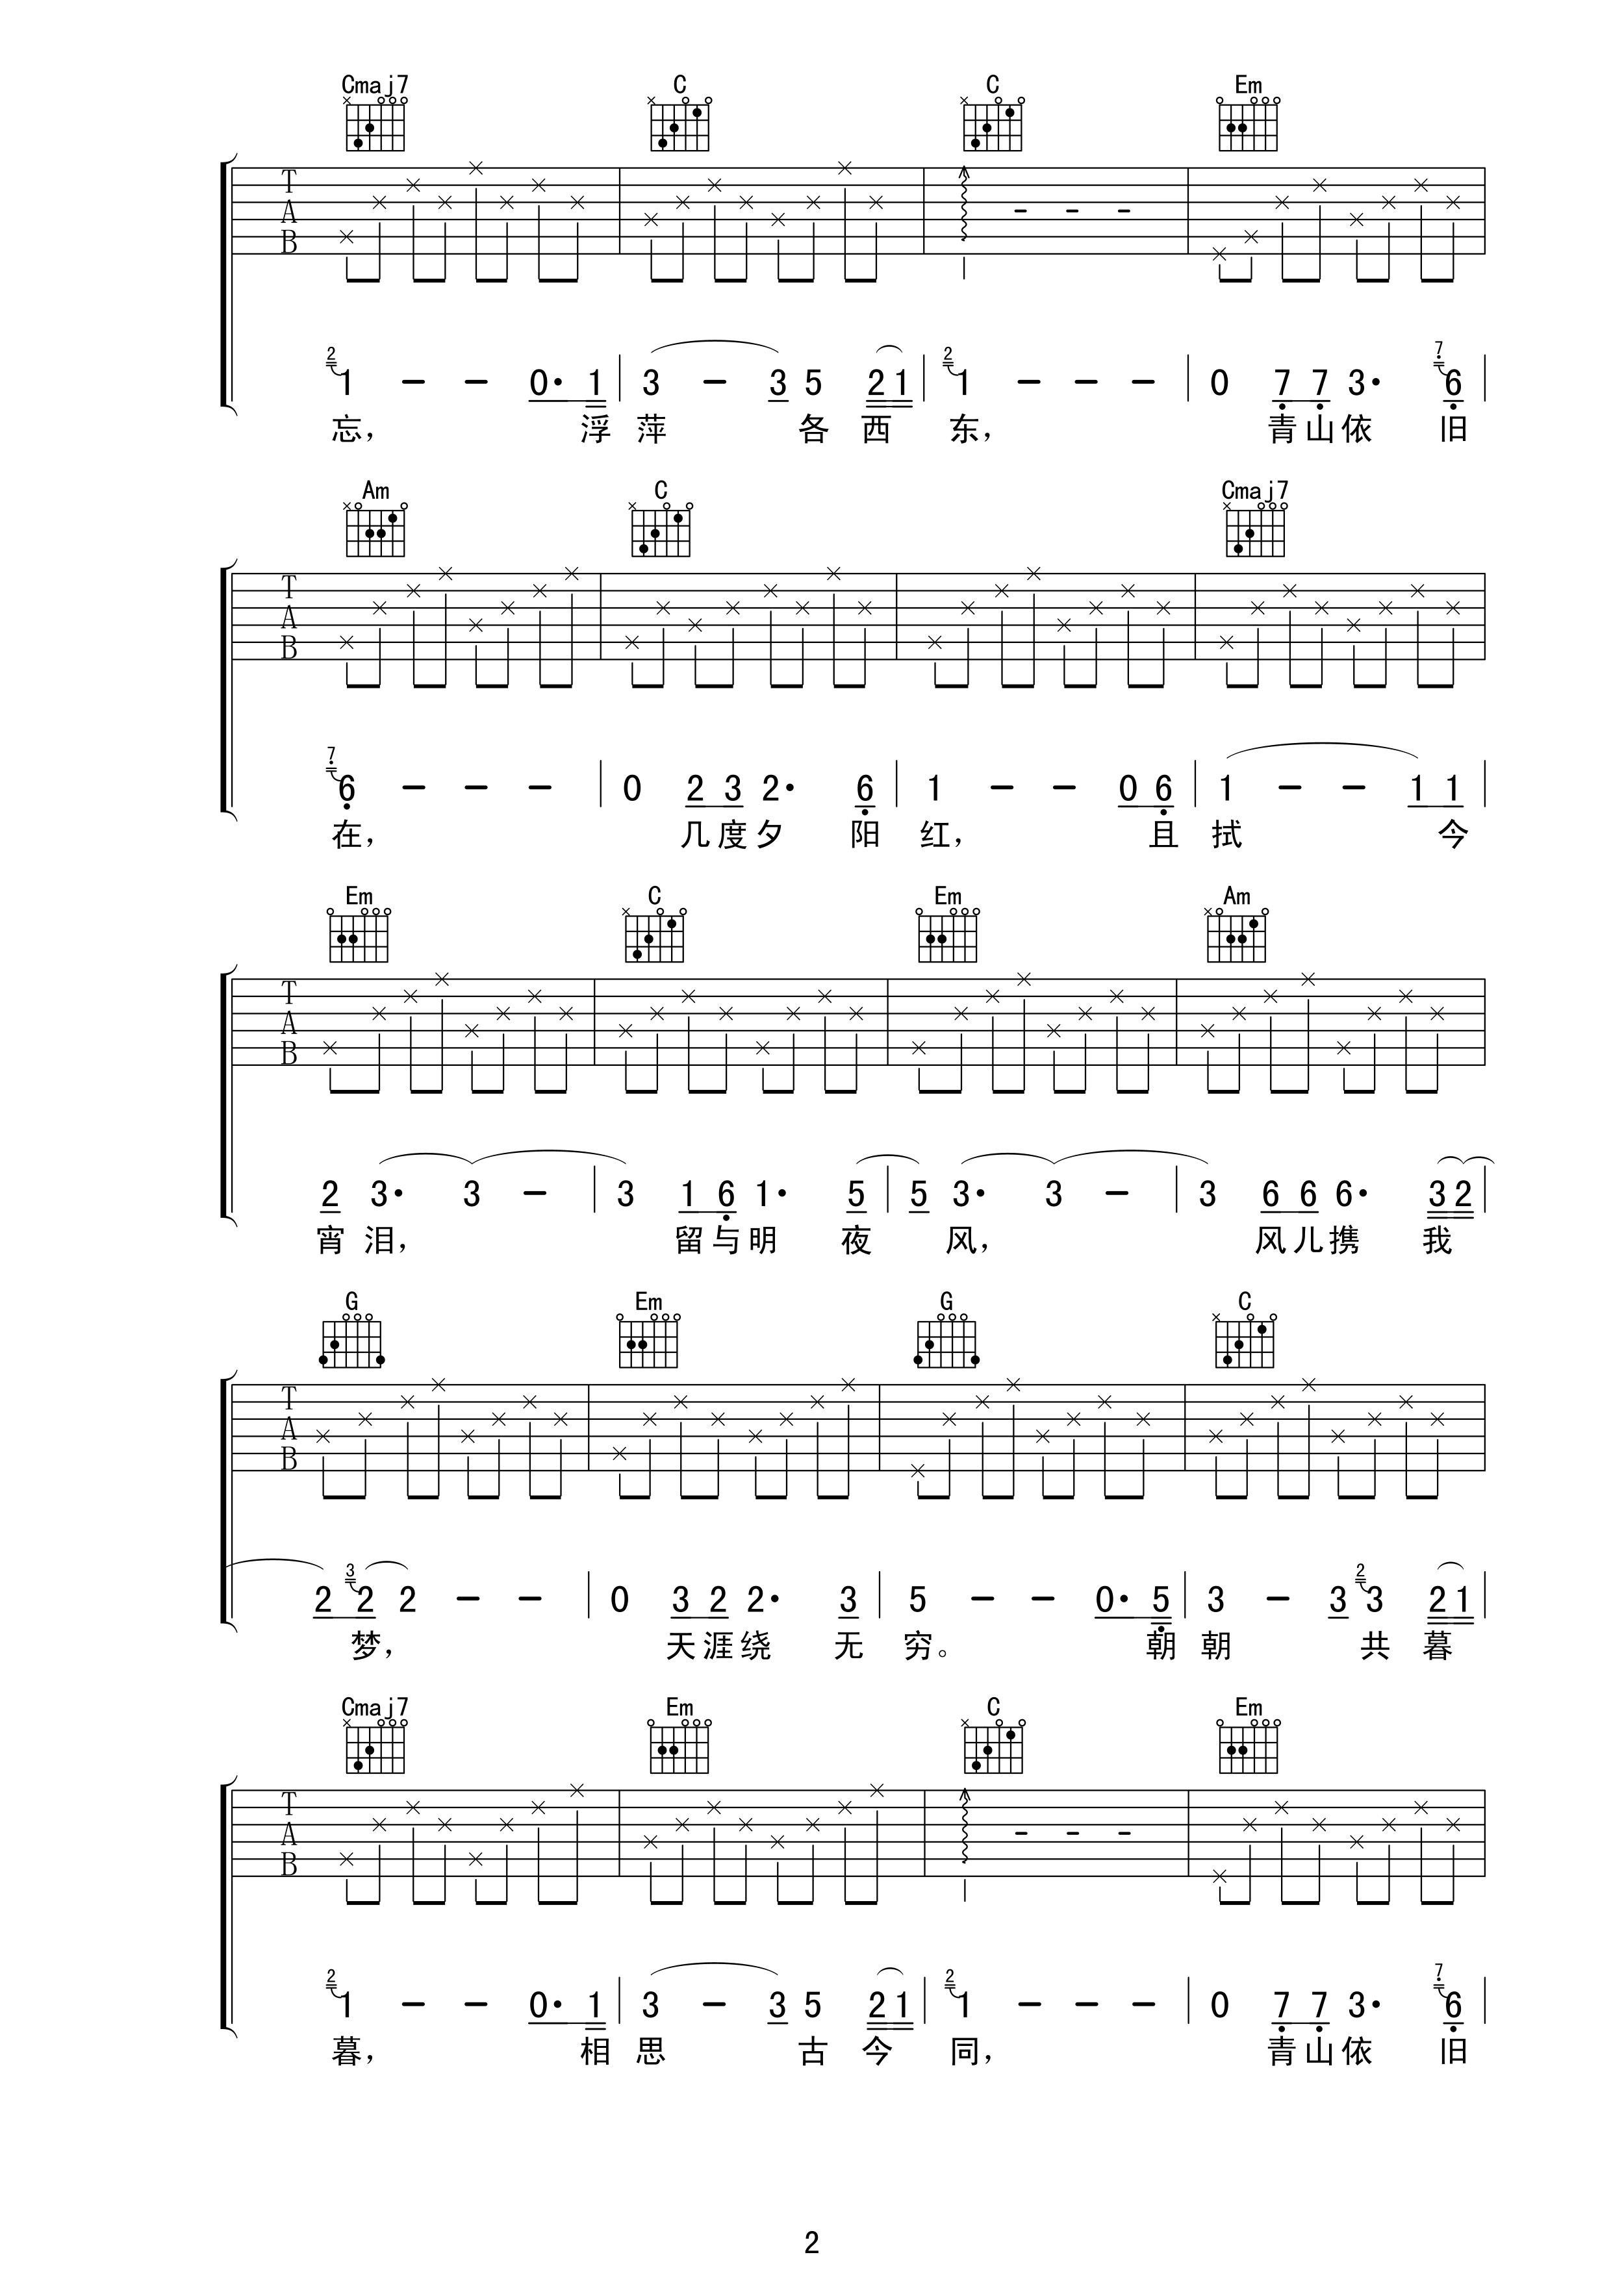 Cmaj7 C C Em
T
A
B
2 1 - - 0· 1 | 3 - 3 5 2 1 | 2 1 - - - | 0 7 7 3· 7 6 |
忘, 浮 萍 各 西 东, 青 山 依 旧
Am C Cmaj7
T
A
B
7 6 - - - | 0 2 3 2· 6 | 1 - - 0 6 | 1 - - 1 1 |
在, 几 度 夕 阳 红, 且 拭 今
Em C Em Am
T
A
B
2 3· 3 - | 3 1 6 1· 5 | 5 3· 3 - | 3 6 6 6· 3 2 |
宵 泪, 留 与 明 夜 风, 风 儿 携 我
G Em G C
T
A
B
2 3 2 2 - - | 0 3 2 2· 3 | 5 - - 0· 5 | 3 - 3 2 3 2 1 |
梦, 天 涯 绕 无 穷。 朝 朝 共 暮
Cmaj7 Em C Em
T
A
B
2 1 - - 0· 1 | 3 - 3 5 2 1 | 2 1 - - - | 0 7 7 3· 7 6 |
暮, 相 思 古 今 同, 青 山 依 旧
2